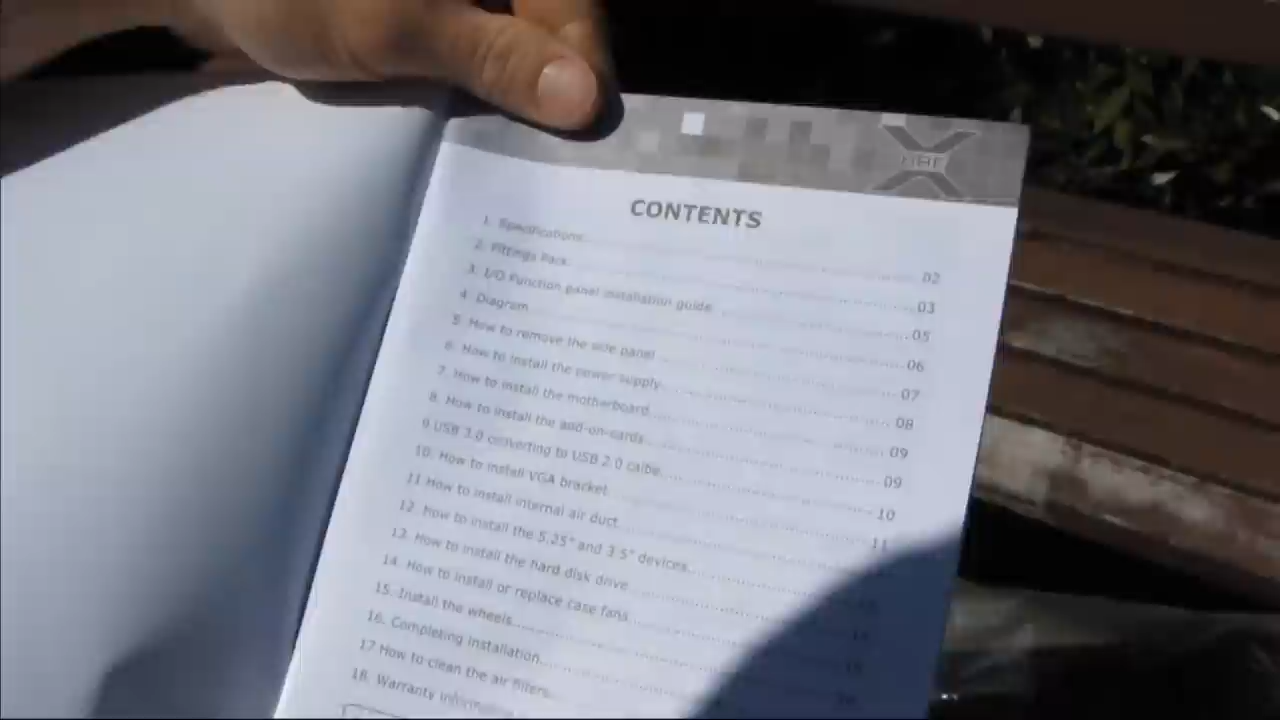 HAF
CONTENTS
1. Specifications 02
2. Fittings Pack 03
3. I/O Function panel installation guide 05
4. Diagram 06
5. How to remove the side panel 07
6. How to install the power supply 08
7. How to install the motherboard 09
8. How to install the add-on-cards 09
9.USB 3.0 converting to USB 2.0 calbe 10
10. How to install VGA bracket 11
11 How to install internal air duct
12. How to install the 5.25" and 3.5" devices
13. How to install the hard disk drive
14. How to install or replace case fans
15. Install the wheels
16. Completing Installation
17 How to clean the air filters
18. Warranty